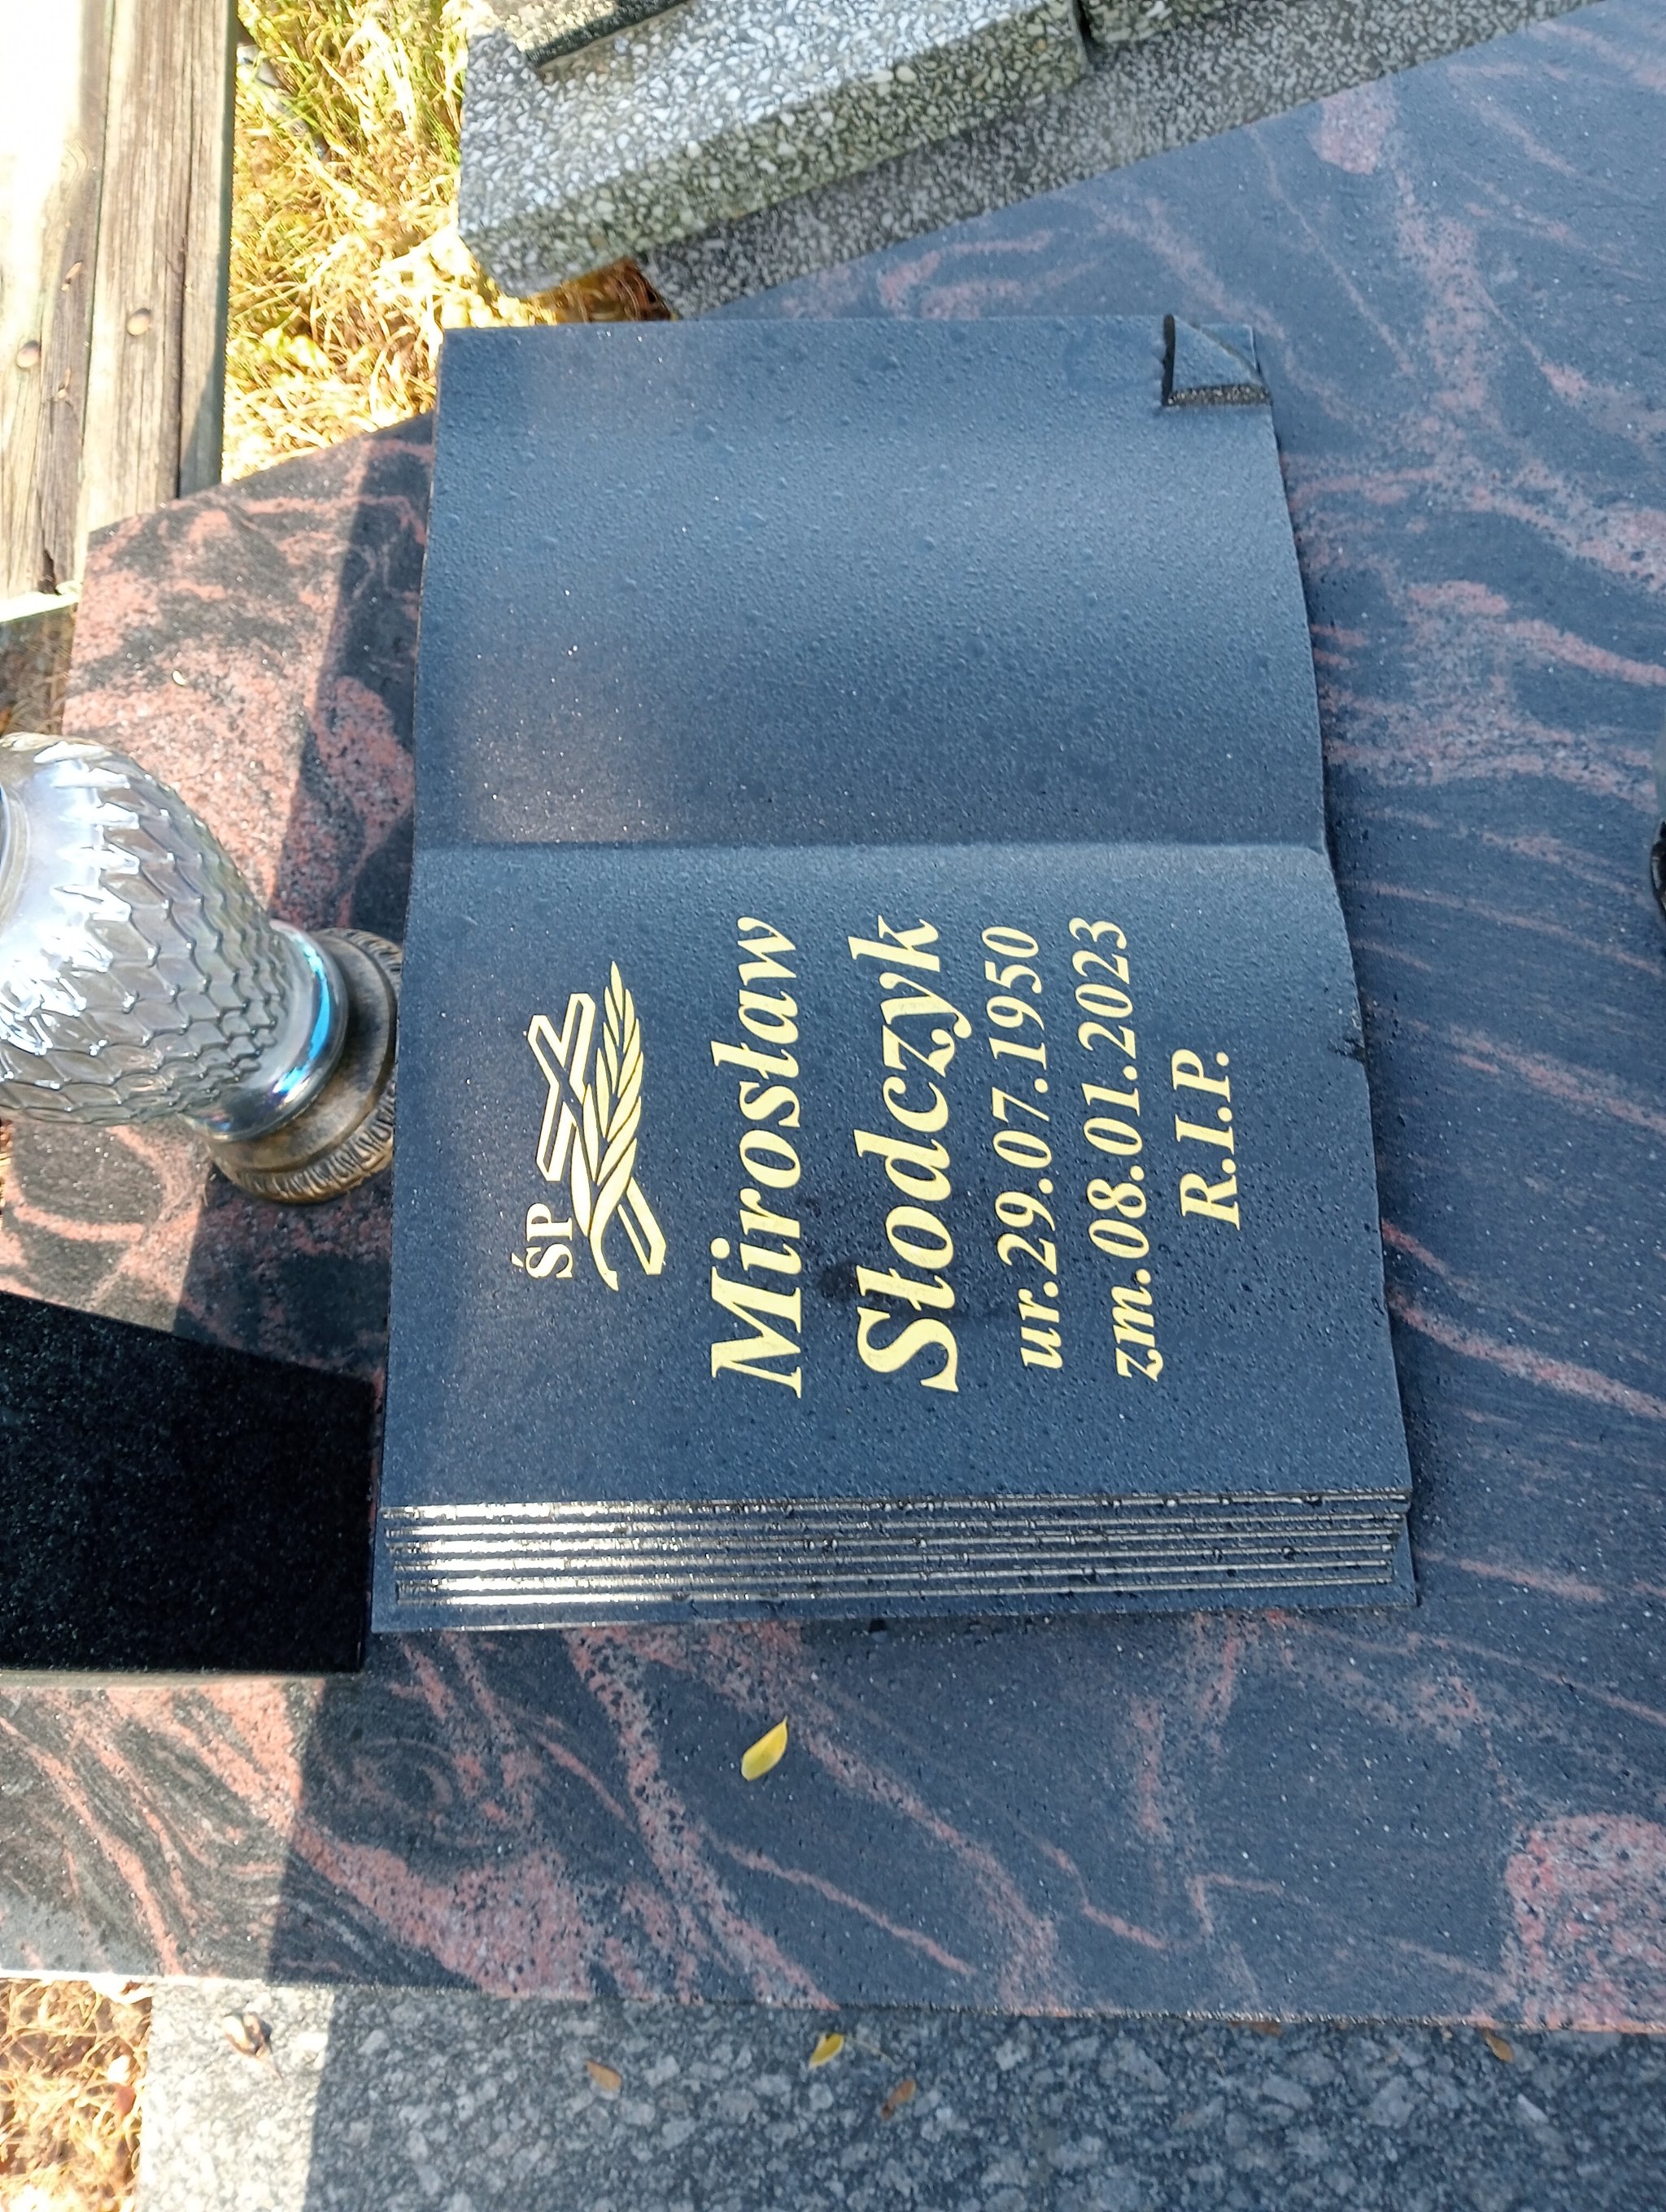 ŚP
Mirosław
Słodczyk
ur.29.07.1950
zm.08.01.2023
R.I.P.